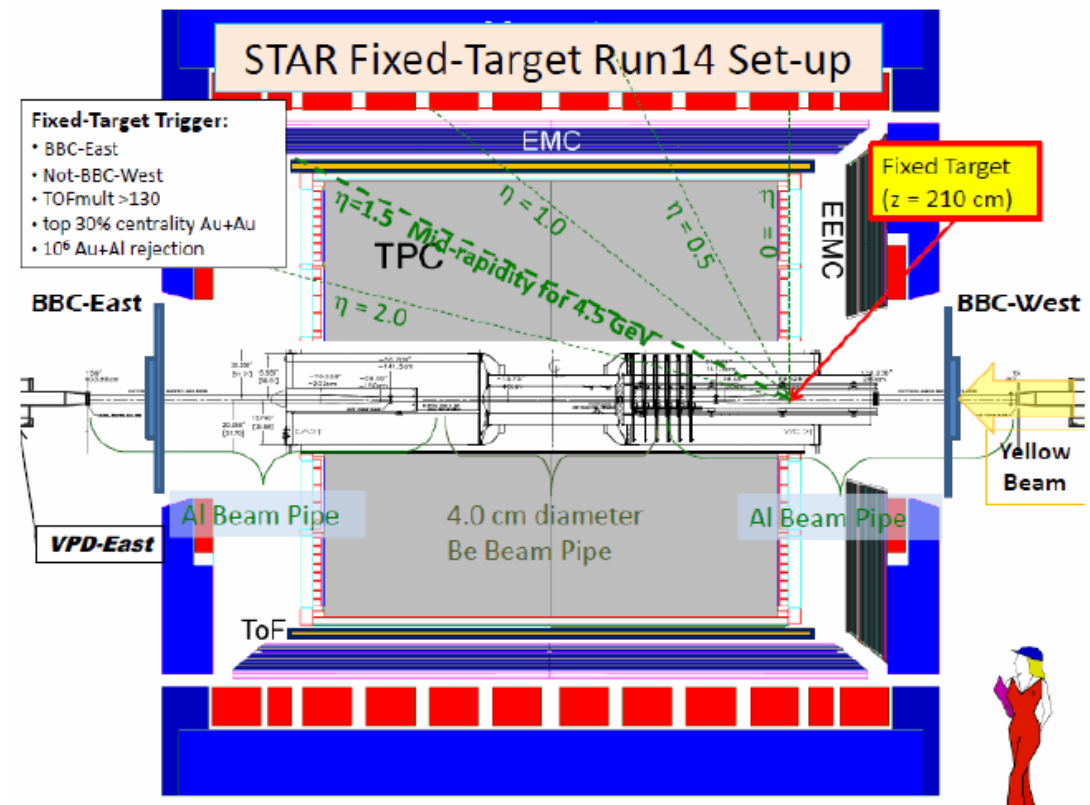 STAR Fixed-Target Run14 Set-up
Fixed-Target Trigger:
• BBC-East
• Not-BBC-West
• TOFmult >130
• top 30% centrality Au+Au
• 10⁶ Au+Al rejection
EMC
Fixed Target
(z = 210 cm)
η=1.5 Mid-rapidity for 4.5 GeV
η = 1.0
η = 0.5
η = 0
EEMC
TPC
η = 2.0
BBC-East
BBC-West
EAST
WEST
Yellow
Beam
Al Beam Pipe
4.0 cm diameter
Be Beam Pipe
Al Beam Pipe
VPD-East
ToF